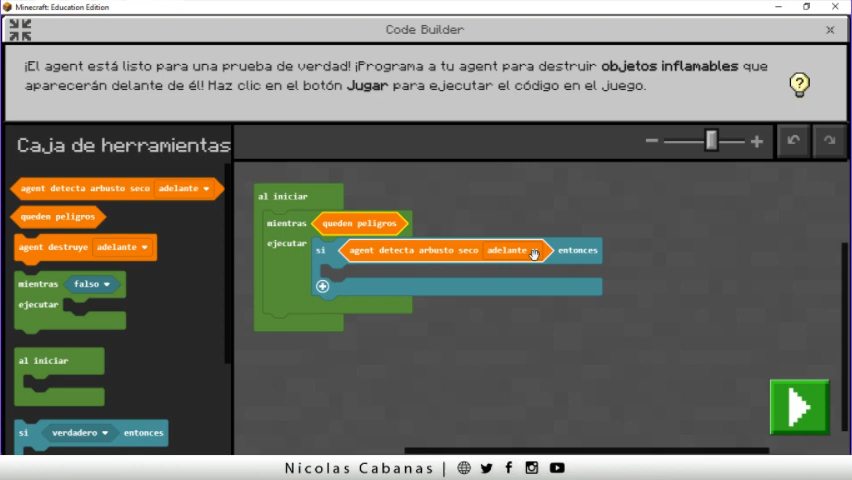 Minecraft: Education Edition
Code Builder
¡El agent está listo para una prueba de verdad! ¡Programa a tu agent para destruir objetos inflamables que
aparecerán delante de él! Haz clic en el botón Jugar para ejecutar el código en el juego.
Caja de herramientas
agent detecta arbusto seco adelante
queden peligros
agent destruye adelante
mientras falso
ejecutar
al iniciar
si verdadero entonces
al iniciar
mientras queden peligros
ejecutar si agent detecta arbusto seco adelante entonces
Nicolas Cabanas |